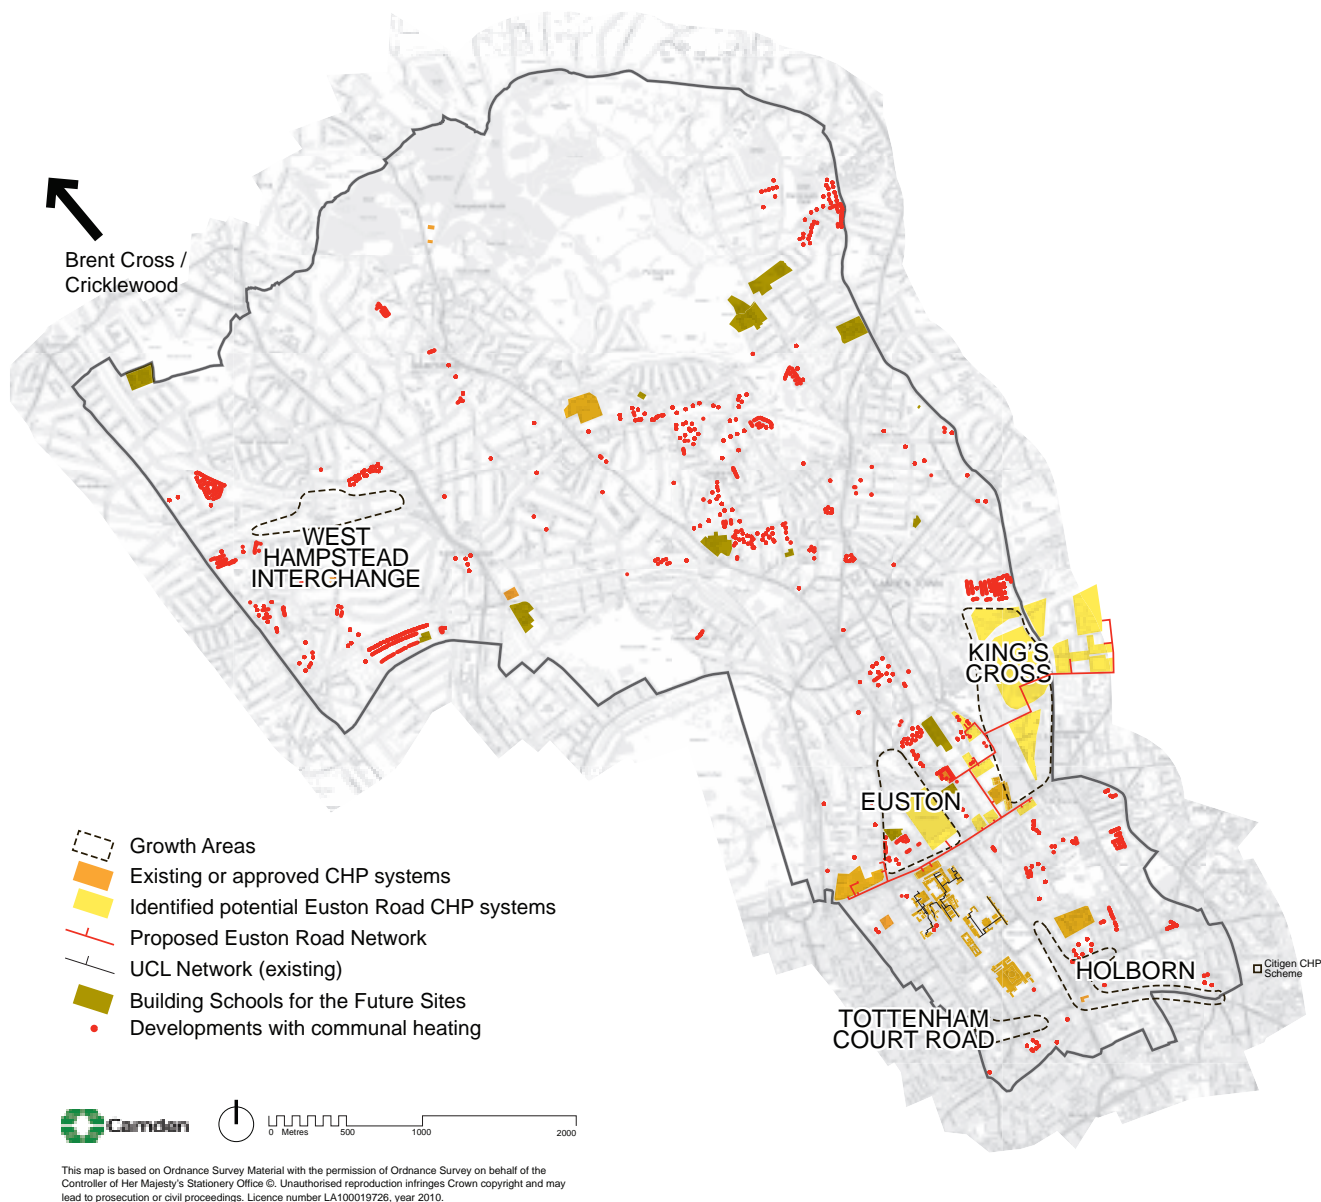 Brent Cross /
Cricklewood
WEST
HAMPSTEAD
INTERCHANGE
KING'S
CROSS
EUSTON
HOLBORN
TOTTENHAM
COURT ROAD
Citigen CHP
Scheme
Growth Areas
Existing or approved CHP systems
Identified potential Euston Road CHP systems
Proposed Euston Road Network
UCL Network (existing)
Building Schools for the Future Sites
Developments with communal heating
Camden
0 Metres 500 1000 2000
This map is based on Ordnance Survey Material with the permission of Ordnance Survey on behalf of the
Controller of Her Majesty's Stationery Office ©. Unauthorised reproduction infringes Crown copyright and may
lead to prosecution or civil proceedings. Licence number LA100019726, year 2010.